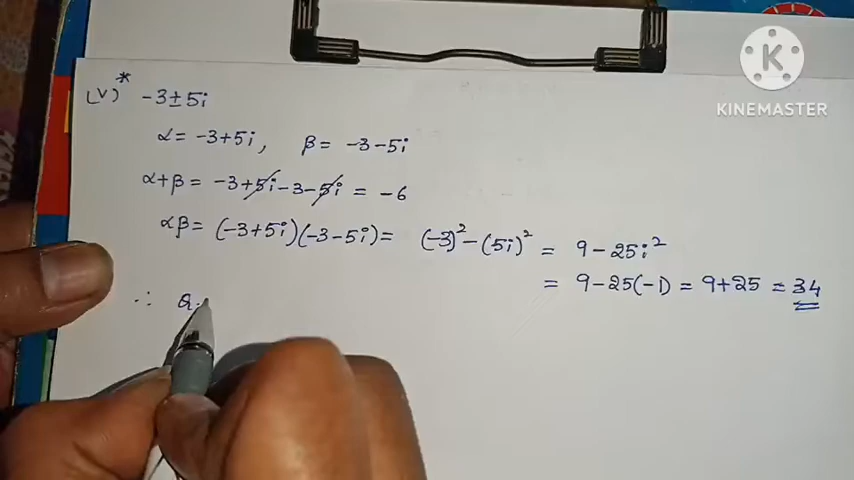 K
KINEMASTER
(v)* -3±5i
α = -3+5i, β = -3-5i
α+β = -3+5i-3-5i = -6
αβ = (-3+5i)(-3-5i) = (-3)² - (5i)² = 9 - 25i²
= 9-25(-1) = 9+25 = 34
∴ Q.